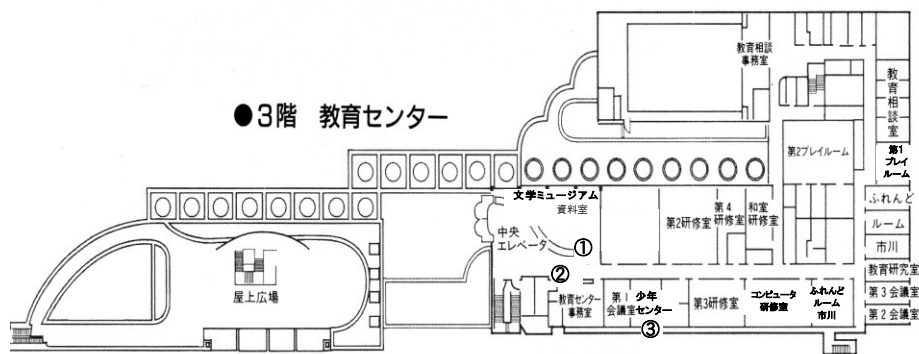 ●3階 教育センター
教育相談
事務室
教育相談室
第1
プレイ
ルーム
第2プレイルーム
文学ミュージアム
資料室
中央
エレベータ
①
②
第2研修室
第4
研修室
和室
研修室
ふれんど
ルーム
市川
教育研究室
第3会議室
第2会議室
屋上広場
教育センター
事務室
第1
会議室
少年
センター
③
第3研修室
コンピュータ
研修室
ふれんど
ルーム
市川